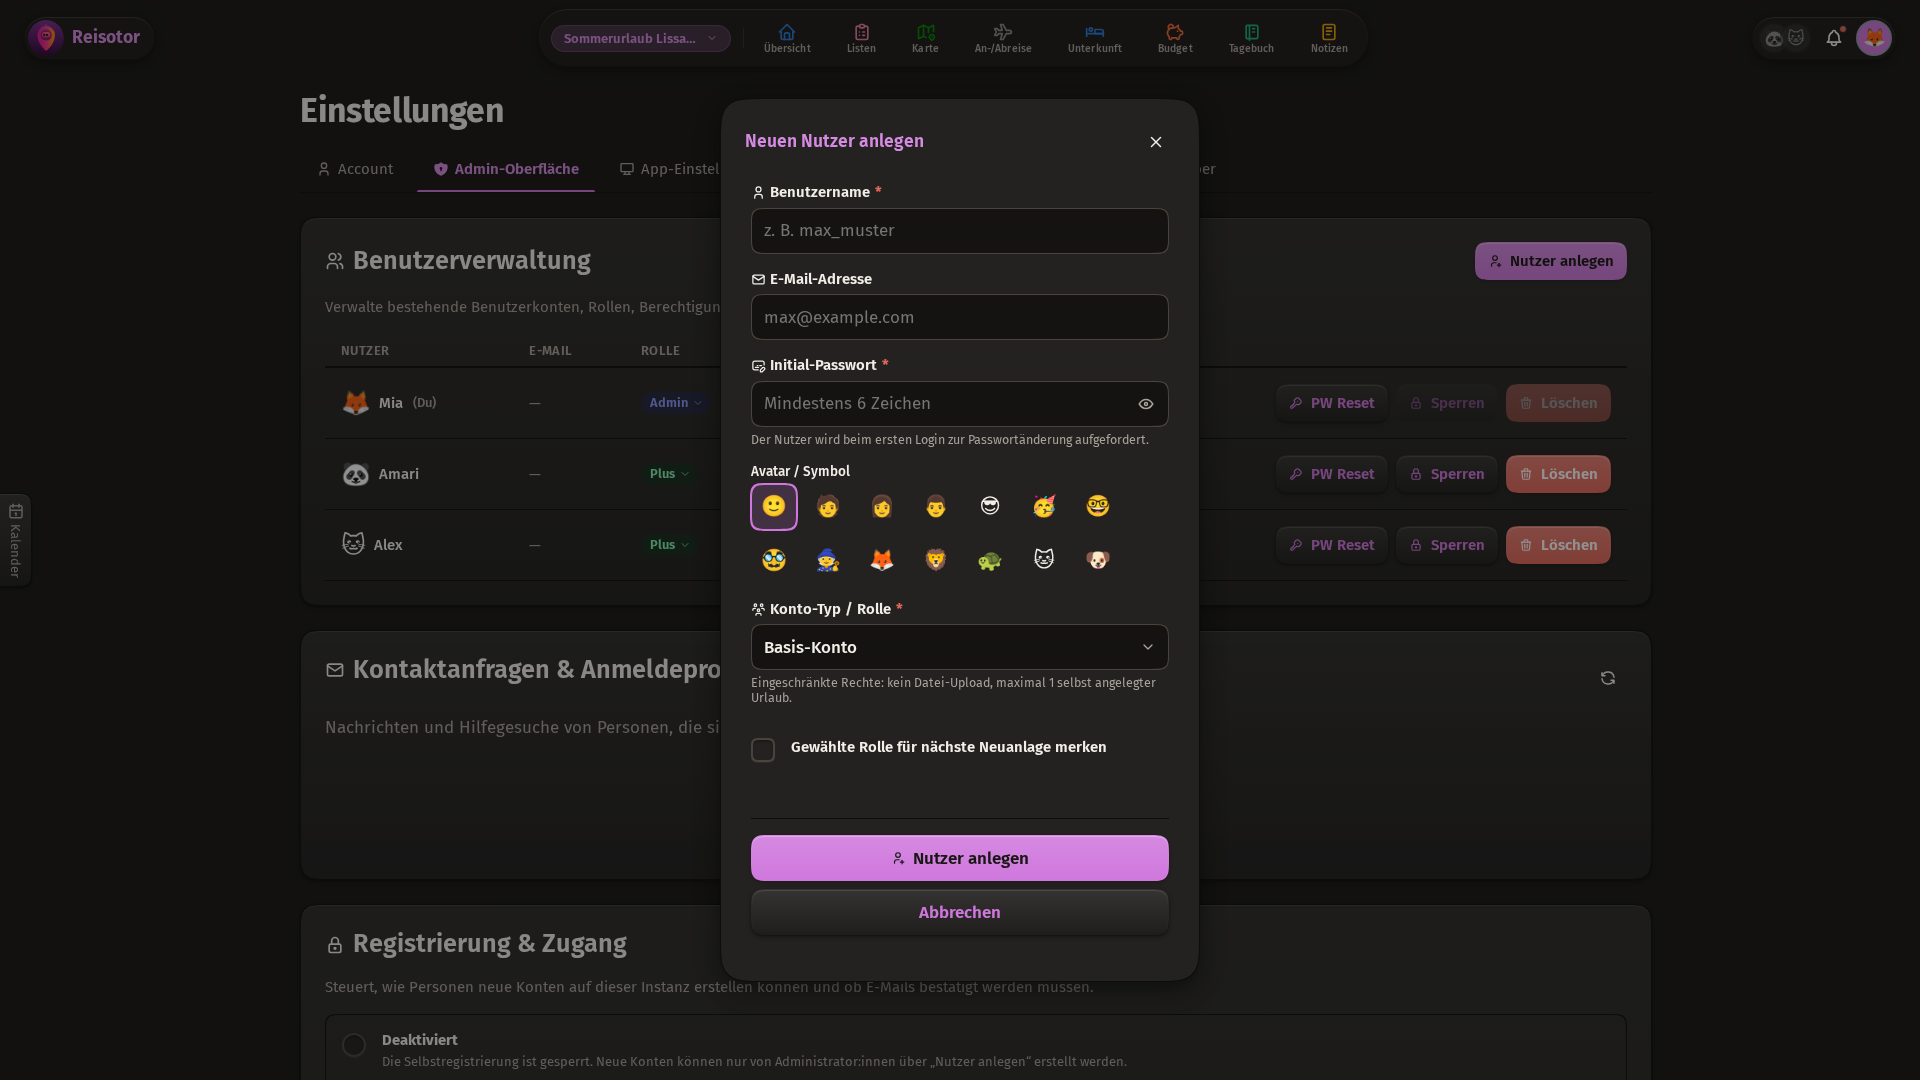 Reisotor
Sommerurlaub Lissa...
Übersicht
Listen
Karte
An-/Abreise
Unterkunft
Budget
Tagebuch
Notizen
Einstellungen
Account
Admin-Oberfläche
App-Einstel
Benutzerverwaltung
Nutzer anlegen
Verwalte bestehende Benutzerkonten, Rollen,
NUTZER
E-MAIL
ROLLE
Mia (Du)
—
Admin
PW Reset
Sperren
Löschen
Amari
—
Plus
PW Reset
Sperren
Löschen
Alex
—
Plus
PW Reset
Sperren
Löschen
Kalender
Kontaktanfragen & Anmeldepro
Nachrichten und Hilfegesuche von Personen, die
Registrierung & Zugang
Steuert, wie Personen neue Konten auf dieser Instanz erstellen können und ob E-Mails bestätigt werden müssen.
Deaktiviert
Die Selbstregistrierung ist gesperrt. Neue Konten können nur von Administrator:innen über „Nutzer anlegen“ erstellt werden.
Neuen Nutzer anlegen
Benutzername *
z. B. max_muster
E-Mail-Adresse
max@example.com
Initial-Passwort *
Mindestens 6 Zeichen
Der Nutzer wird beim ersten Login zur Passwortänderung aufgefordert.
Avatar / Symbol
Konto-Typ / Rolle *
Basis-Konto
Eingeschränkte Rechte: kein Datei-Upload, maximal 1 selbst angelegter
Urlaub.
Gewählte Rolle für nächste Neuanlage merken
Nutzer anlegen
Abbrechen